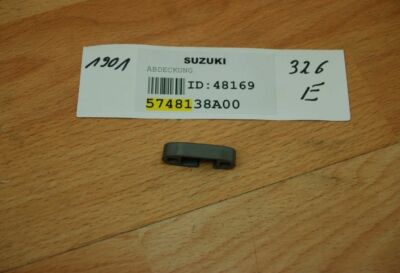 1901
SUZUKI
ABDECKUNG
326
ID:48169
E
5748138A00